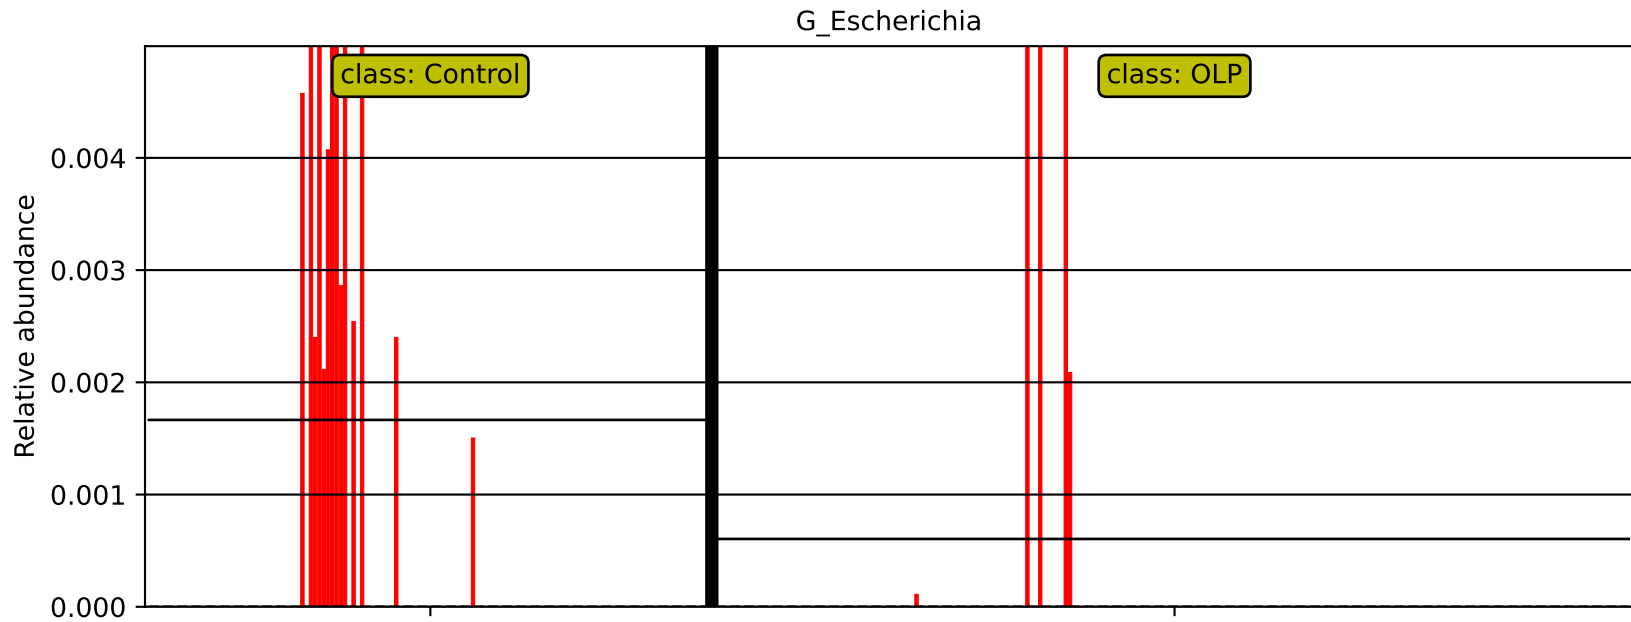 G_Escherichia
class: Control
class: OLP
Relative abundance
0.004
0.003
0.002
0.001
0.000